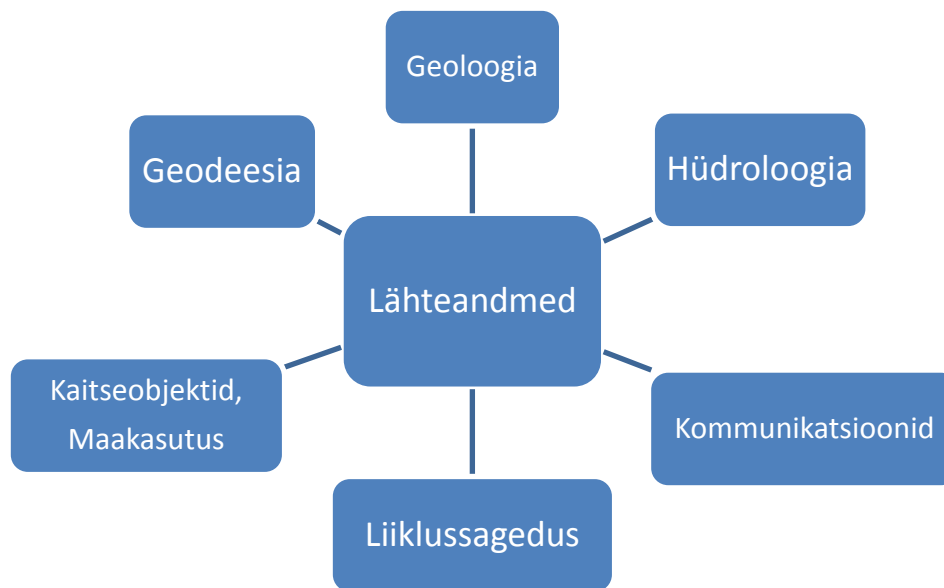 Geoloogia
Geodeesia
Hüdroloogia
Lähteandmed
Kaitseobjektid,
Maakasutus
Kommunikatsioonid
Liiklussagedus